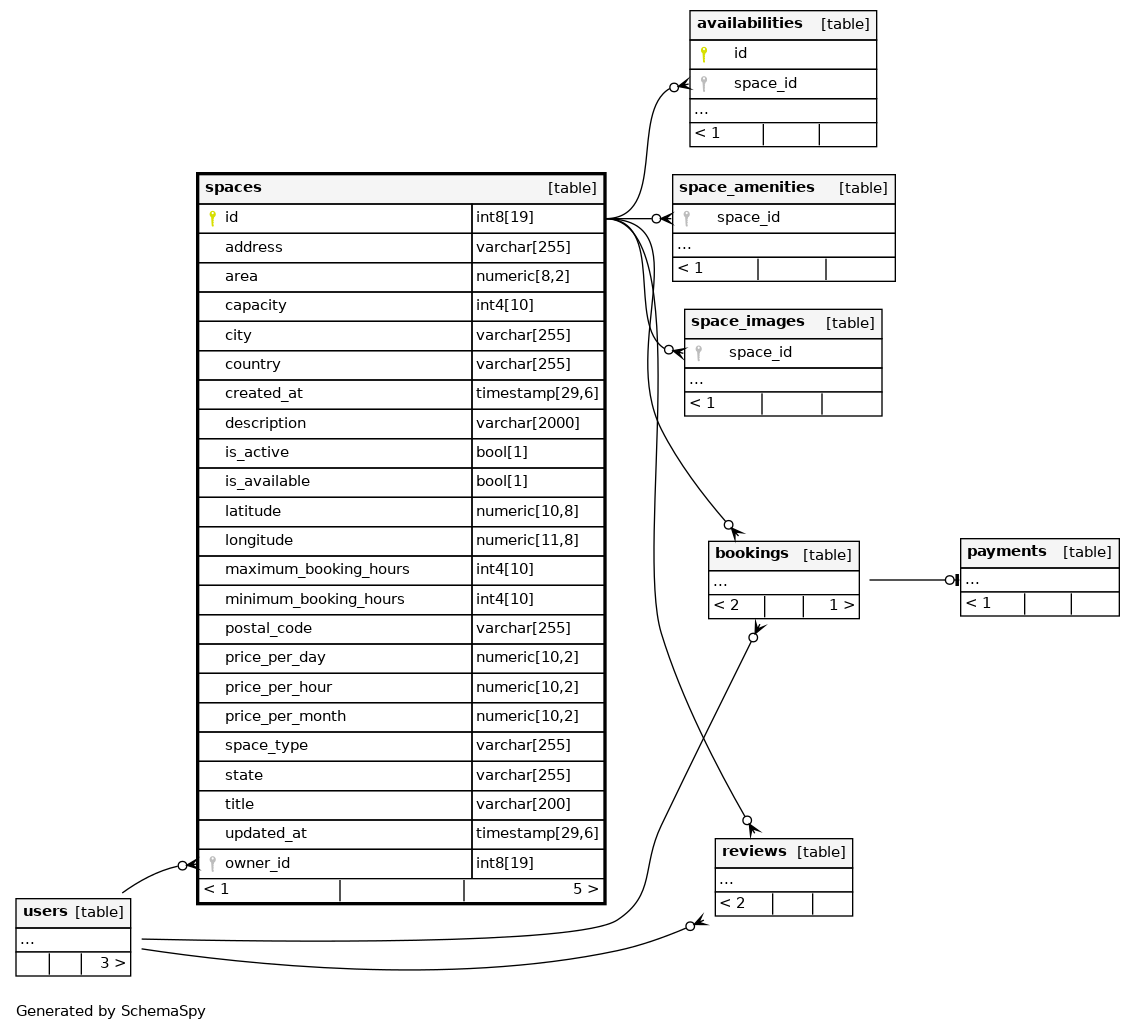 availabilities [table]
id
space_id
...
< 1
space_amenities [table]
space_id
...
< 1
space_images [table]
space_id
...
< 1
spaces [table]
id int8[19]
address varchar[255]
area numeric[8,2]
capacity int4[10]
city varchar[255]
country varchar[255]
created_at timestamp[29,6]
description varchar[2000]
is_active bool[1]
is_available bool[1]
latitude numeric[10,8]
longitude numeric[11,8]
maximum_booking_hours int4[10]
minimum_booking_hours int4[10]
postal_code varchar[255]
price_per_day numeric[10,2]
price_per_hour numeric[10,2]
price_per_month numeric[10,2]
space_type varchar[255]
state varchar[255]
title varchar[200]
updated_at timestamp[29,6]
owner_id int8[19]
< 1 5 >
bookings [table]
...
< 2 1 >
payments [table]
...
< 1
reviews [table]
...
< 2
users [table]
...
3 >
Generated by SchemaSpy